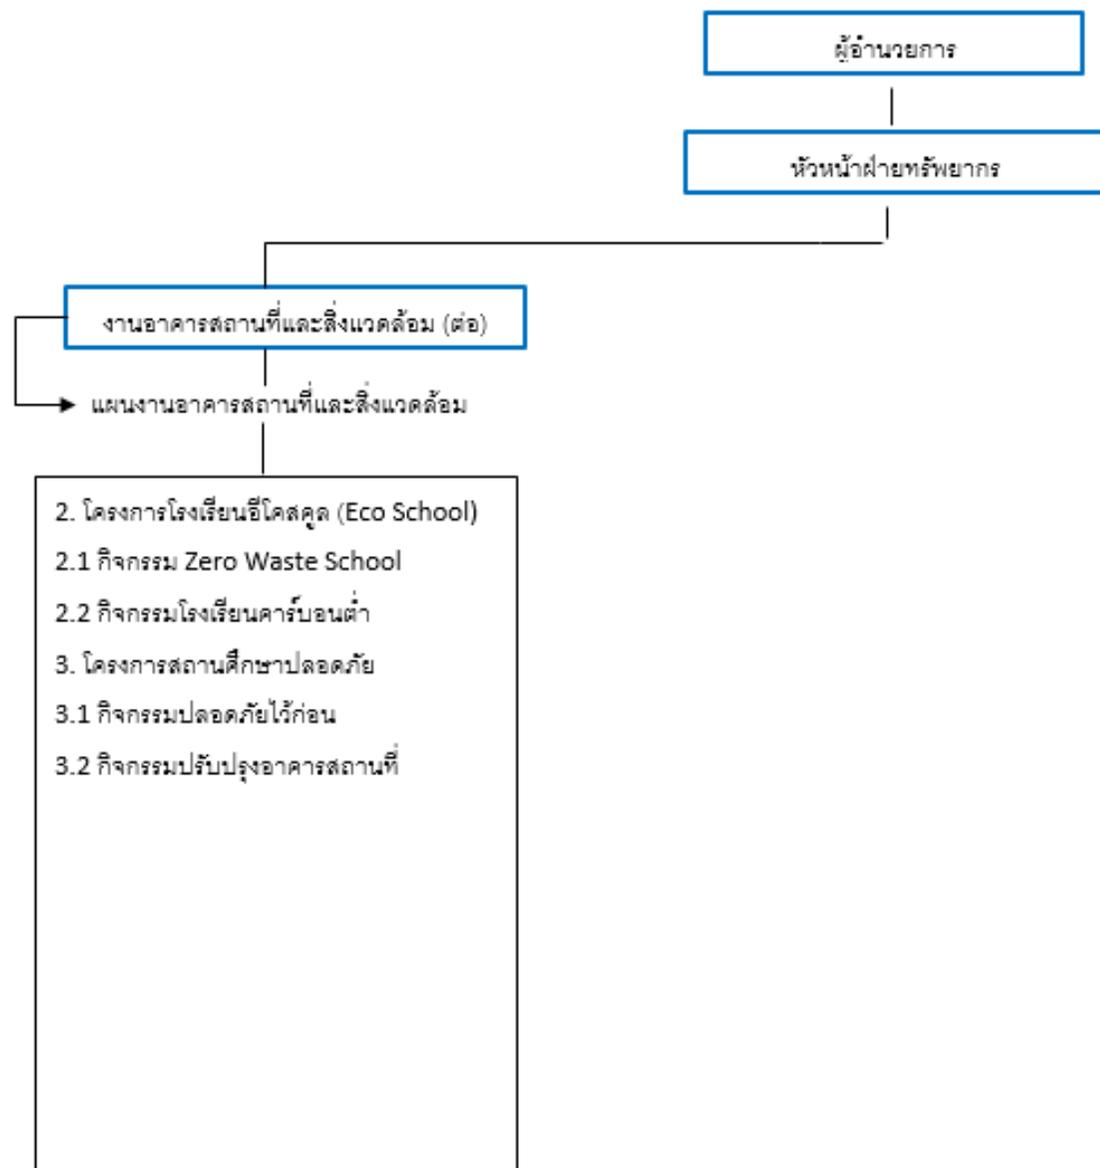 ผู้อำนวยการ
หัวหน้าฝ่ายทรัพยากร
งานอาคารสถานที่และสิ่งแวดล้อม (ต่อ)
แผนงานอาคารสถานที่และสิ่งแวดล้อม
2. โครงการโรงเรียนอีโคสคูล (Eco School)
2.1 กิจกรรม Zero Waste School
2.2 กิจกรรมโรงเรียนคาร์บอนต่ำ
3. โครงการสถานศึกษาปลอดภัย
3.1 กิจกรรมปลอดภัยไว้ก่อน
3.2 กิจกรรมปรับปรุงอาคารสถานที่